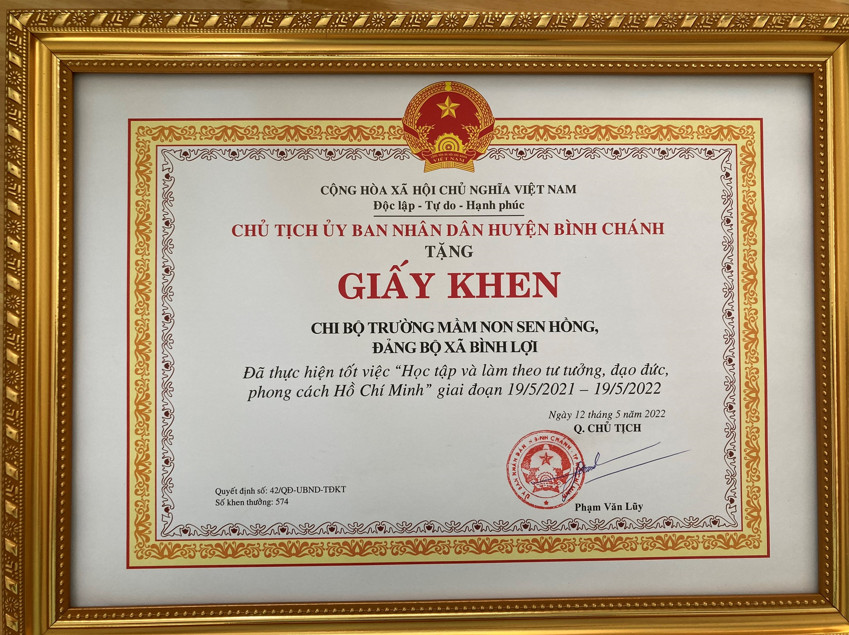 VIỆT NAM
CỘNG HÒA XÃ HỘI CHỦ NGHĨA VIỆT NAM
Độc lập - Tự do - Hạnh phúc
CHỦ TỊCH ỦY BAN NHÂN DÂN HUYỆN BÌNH CHÁNH
TẶNG
GIẤY KHEN
CHI BỘ TRƯỜNG MẦM NON SEN HỒNG,
ĐẢNG BỘ XÃ BÌNH LỢI
Đã thực hiện tốt việc “Học tập và làm theo tư tưởng, đạo đức,
phong cách Hồ Chí Minh” giai đoạn 19/5/2021 – 19/5/2022
Ngày 12 tháng 5 năm 2022
Q. CHỦ TỊCH
Quyết định số: 42/QĐ-UBND-TĐKT
Số khen thưởng: 574
Phạm Văn Lũy